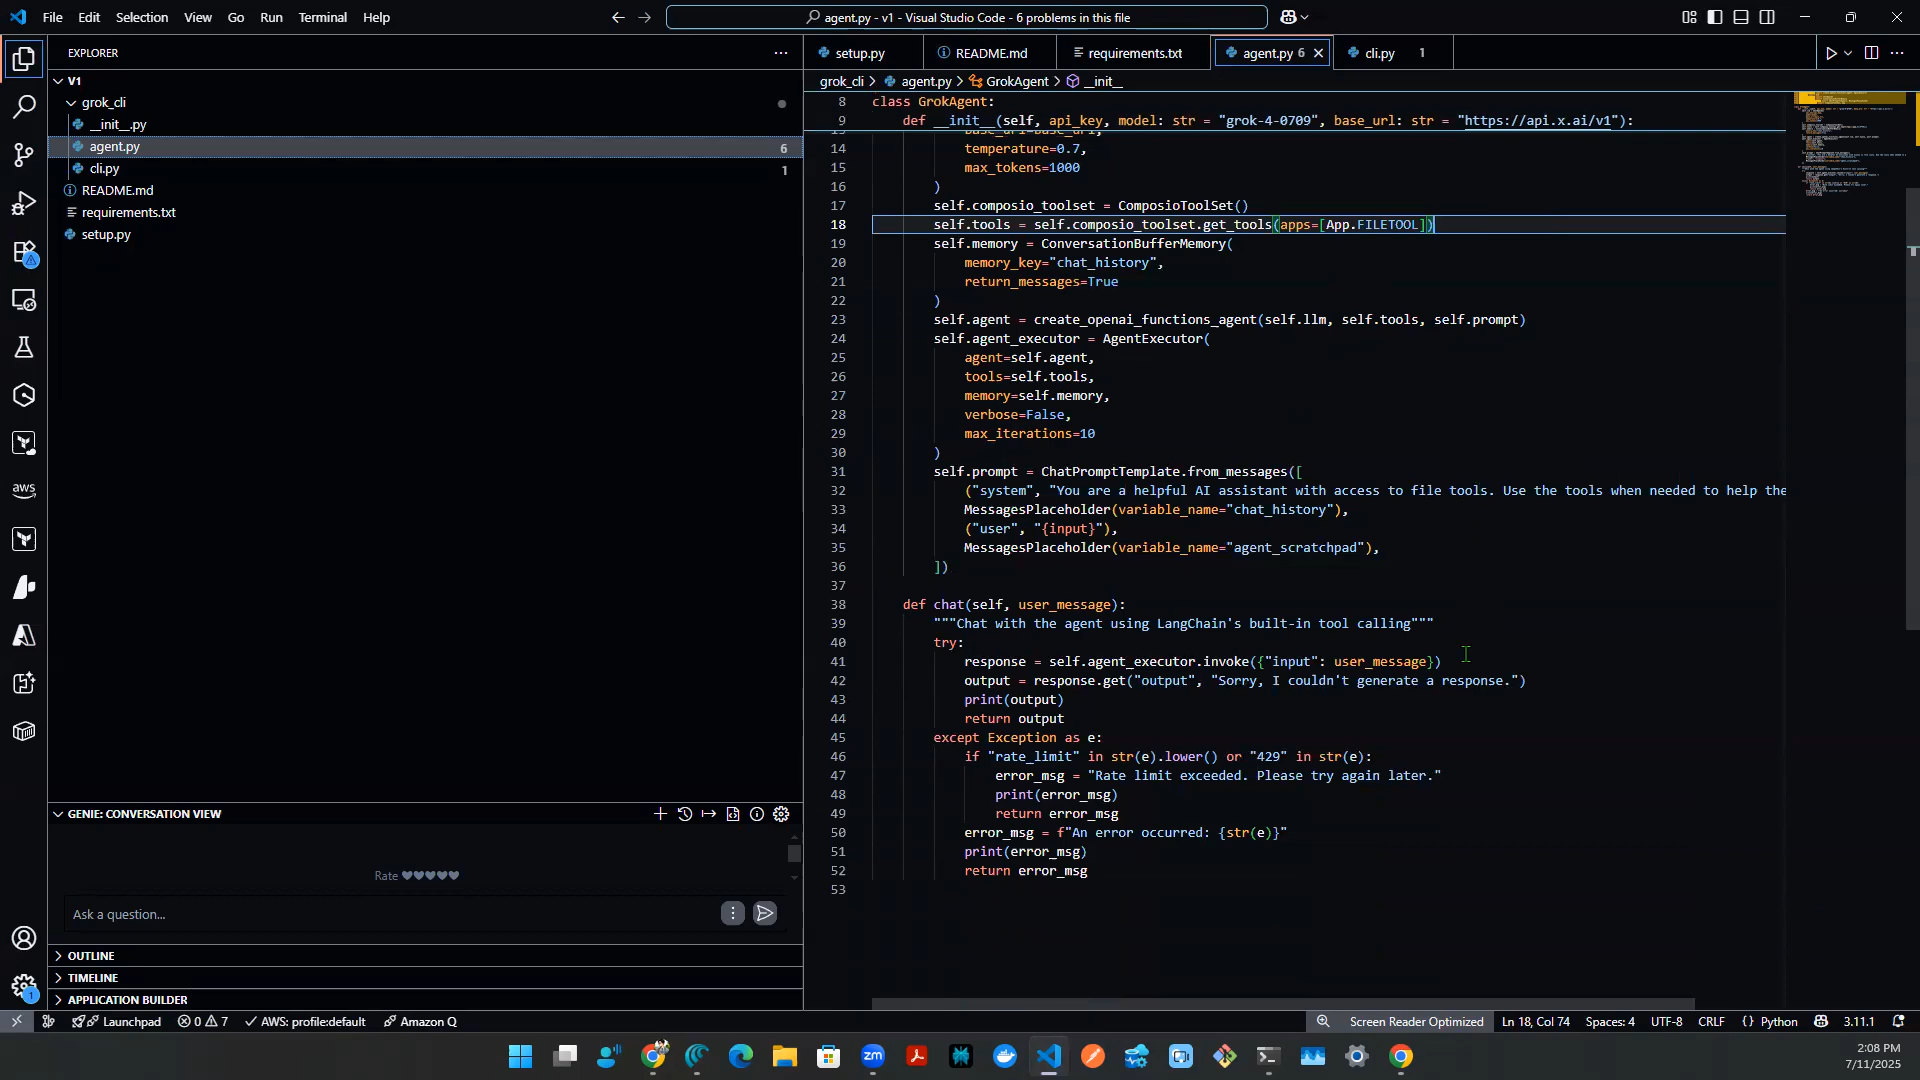 File Edit Selection View Go Run Terminal Help
agent.py - v1 - Visual Studio Code - 6 problems in this file
EXPLORER
V1
grok_cli
__init__.py
agent.py 6
cli.py 1
README.md
requirements.txt
setup.py
GENIE: CONVERSATION VIEW
Rate
Ask a question...
OUTLINE
TIMELINE
APPLICATION BUILDER
aws
setup.py README.md requirements.txt agent.py 6 cli.py 1
grok_cli > agent.py > GrokAgent > __init__
8 class GrokAgent:
9 def __init__(self, api_key, model: str = "grok-4-0709", base_url: str = "https://api.x.ai/v1"):
13 base_url=base_url,
14 temperature=0.7,
15 max_tokens=1000
16 )
17 self.composio_toolset = ComposioToolSet()
18 self.tools = self.composio_toolset.get_tools(apps=[App.FILETOOL])
19 self.memory = ConversationBufferMemory(
20 memory_key="chat_history",
21 return_messages=True
22 )
23 self.agent = create_openai_functions_agent(self.llm, self.tools, self.prompt)
24 self.agent_executor = AgentExecutor(
25 agent=self.agent,
26 tools=self.tools,
27 memory=self.memory,
28 verbose=False,
29 max_iterations=10
30 )
31 self.prompt = ChatPromptTemplate.from_messages([
32 ("system", "You are a helpful AI assistant with access to file tools. Use the tools when needed to help the
33 MessagesPlaceholder(variable_name="chat_history"),
34 ("user", "{input}"),
35 MessagesPlaceholder(variable_name="agent_scratchpad"),
36 ])
37
38 def chat(self, user_message):
39 """Chat with the agent using LangChain's built-in tool calling"""
40 try:
41 response = self.agent_executor.invoke({"input": user_message})
42 output = response.get("output", "Sorry, I couldn't generate a response.")
43 print(output)
44 return output
45 except Exception as e:
46 if "rate_limit" in str(e).lower() or "429" in str(e):
47 error_msg = "Rate limit exceeded. Please try again later."
48 print(error_msg)
49 return error_msg
50 error_msg = f"An error occurred: {str(e)}"
51 print(error_msg)
52 return error_msg
53
Launchpad 0 7 AWS: profile:default Amazon Q Screen Reader Optimized Ln 18, Col 74 Spaces: 4 UTF-8 CRLF {} Python 3.11.1
zm
2:08 PM
7/11/2025